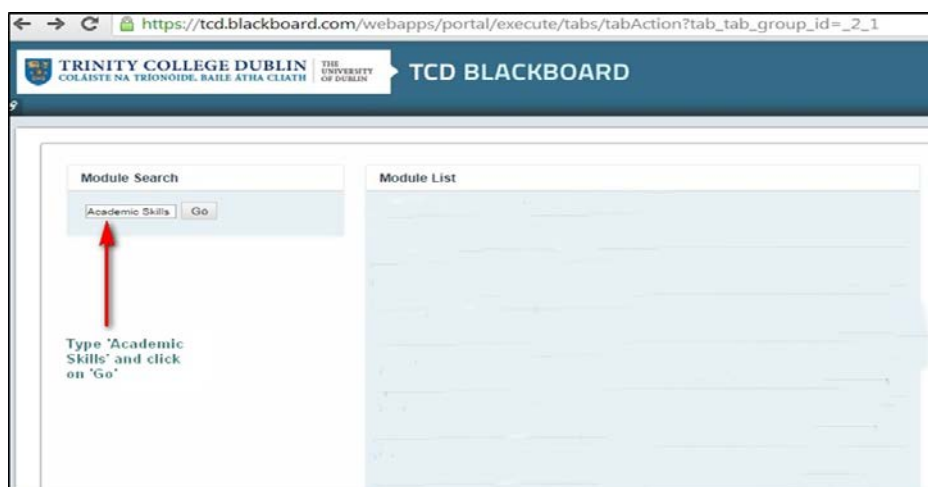 https://tcd.blackboard.com/webapps/portal/execute/tabs/tabAction?tab_tab_group_id=_2_1
TRINITY COLLEGE DUBLIN
COLÁISTE NA TRÍONÓIDE, BAILE ÁTHA CLIATH
THE
UNIVERSITY
OF DUBLIN
TCD BLACKBOARD
Module Search
Module List
Academic Skills
Go
Type 'Academic
Skills' and click
on 'Go'